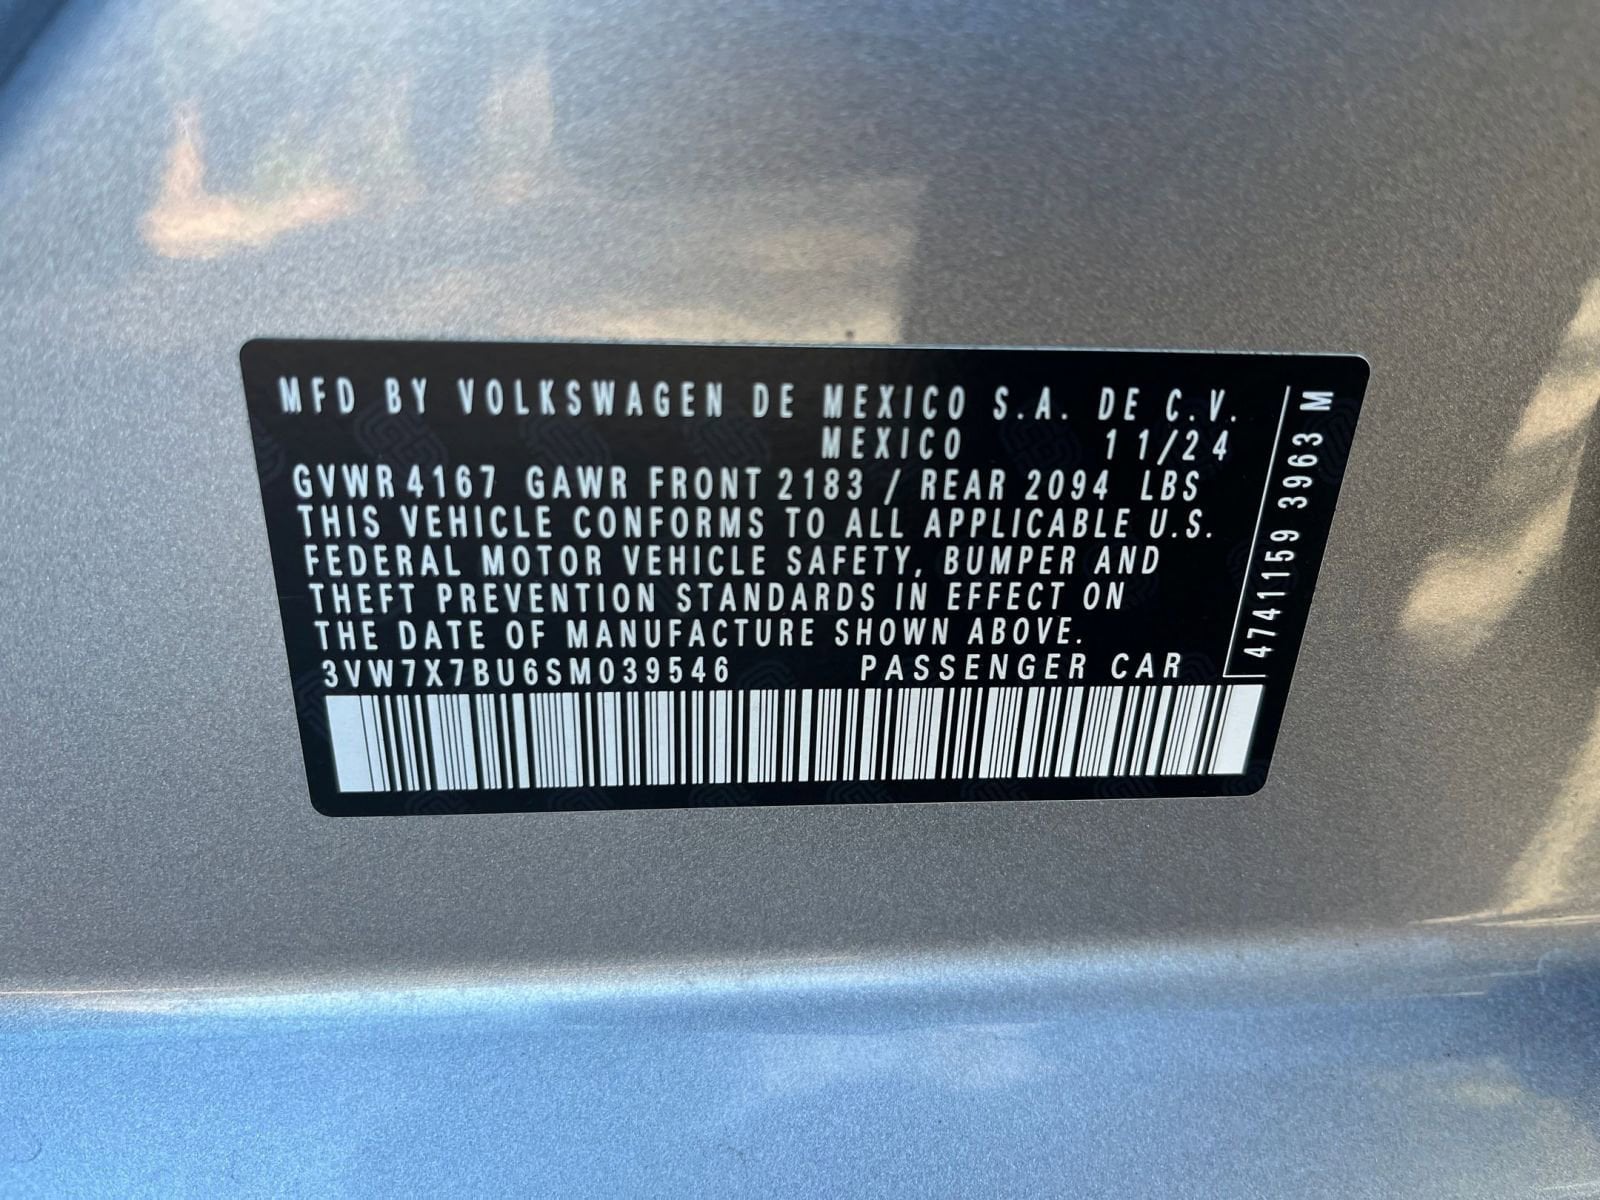 MFD BY VOLKSWAGEN DE MEXICO S.A. DE C.V.
MEXICO 11/24
GVWR 4167 GAWR FRONT 2183 / REAR 2094 LBS
THIS VEHICLE CONFORMS TO ALL APPLICABLE U.S.
FEDERAL MOTOR VEHICLE SAFETY, BUMPER AND
THEFT PREVENTION STANDARDS IN EFFECT ON
THE DATE OF MANUFACTURE SHOWN ABOVE.
3VW7X7BU6SM039546 PASSENGER CAR
4741159 3963 M